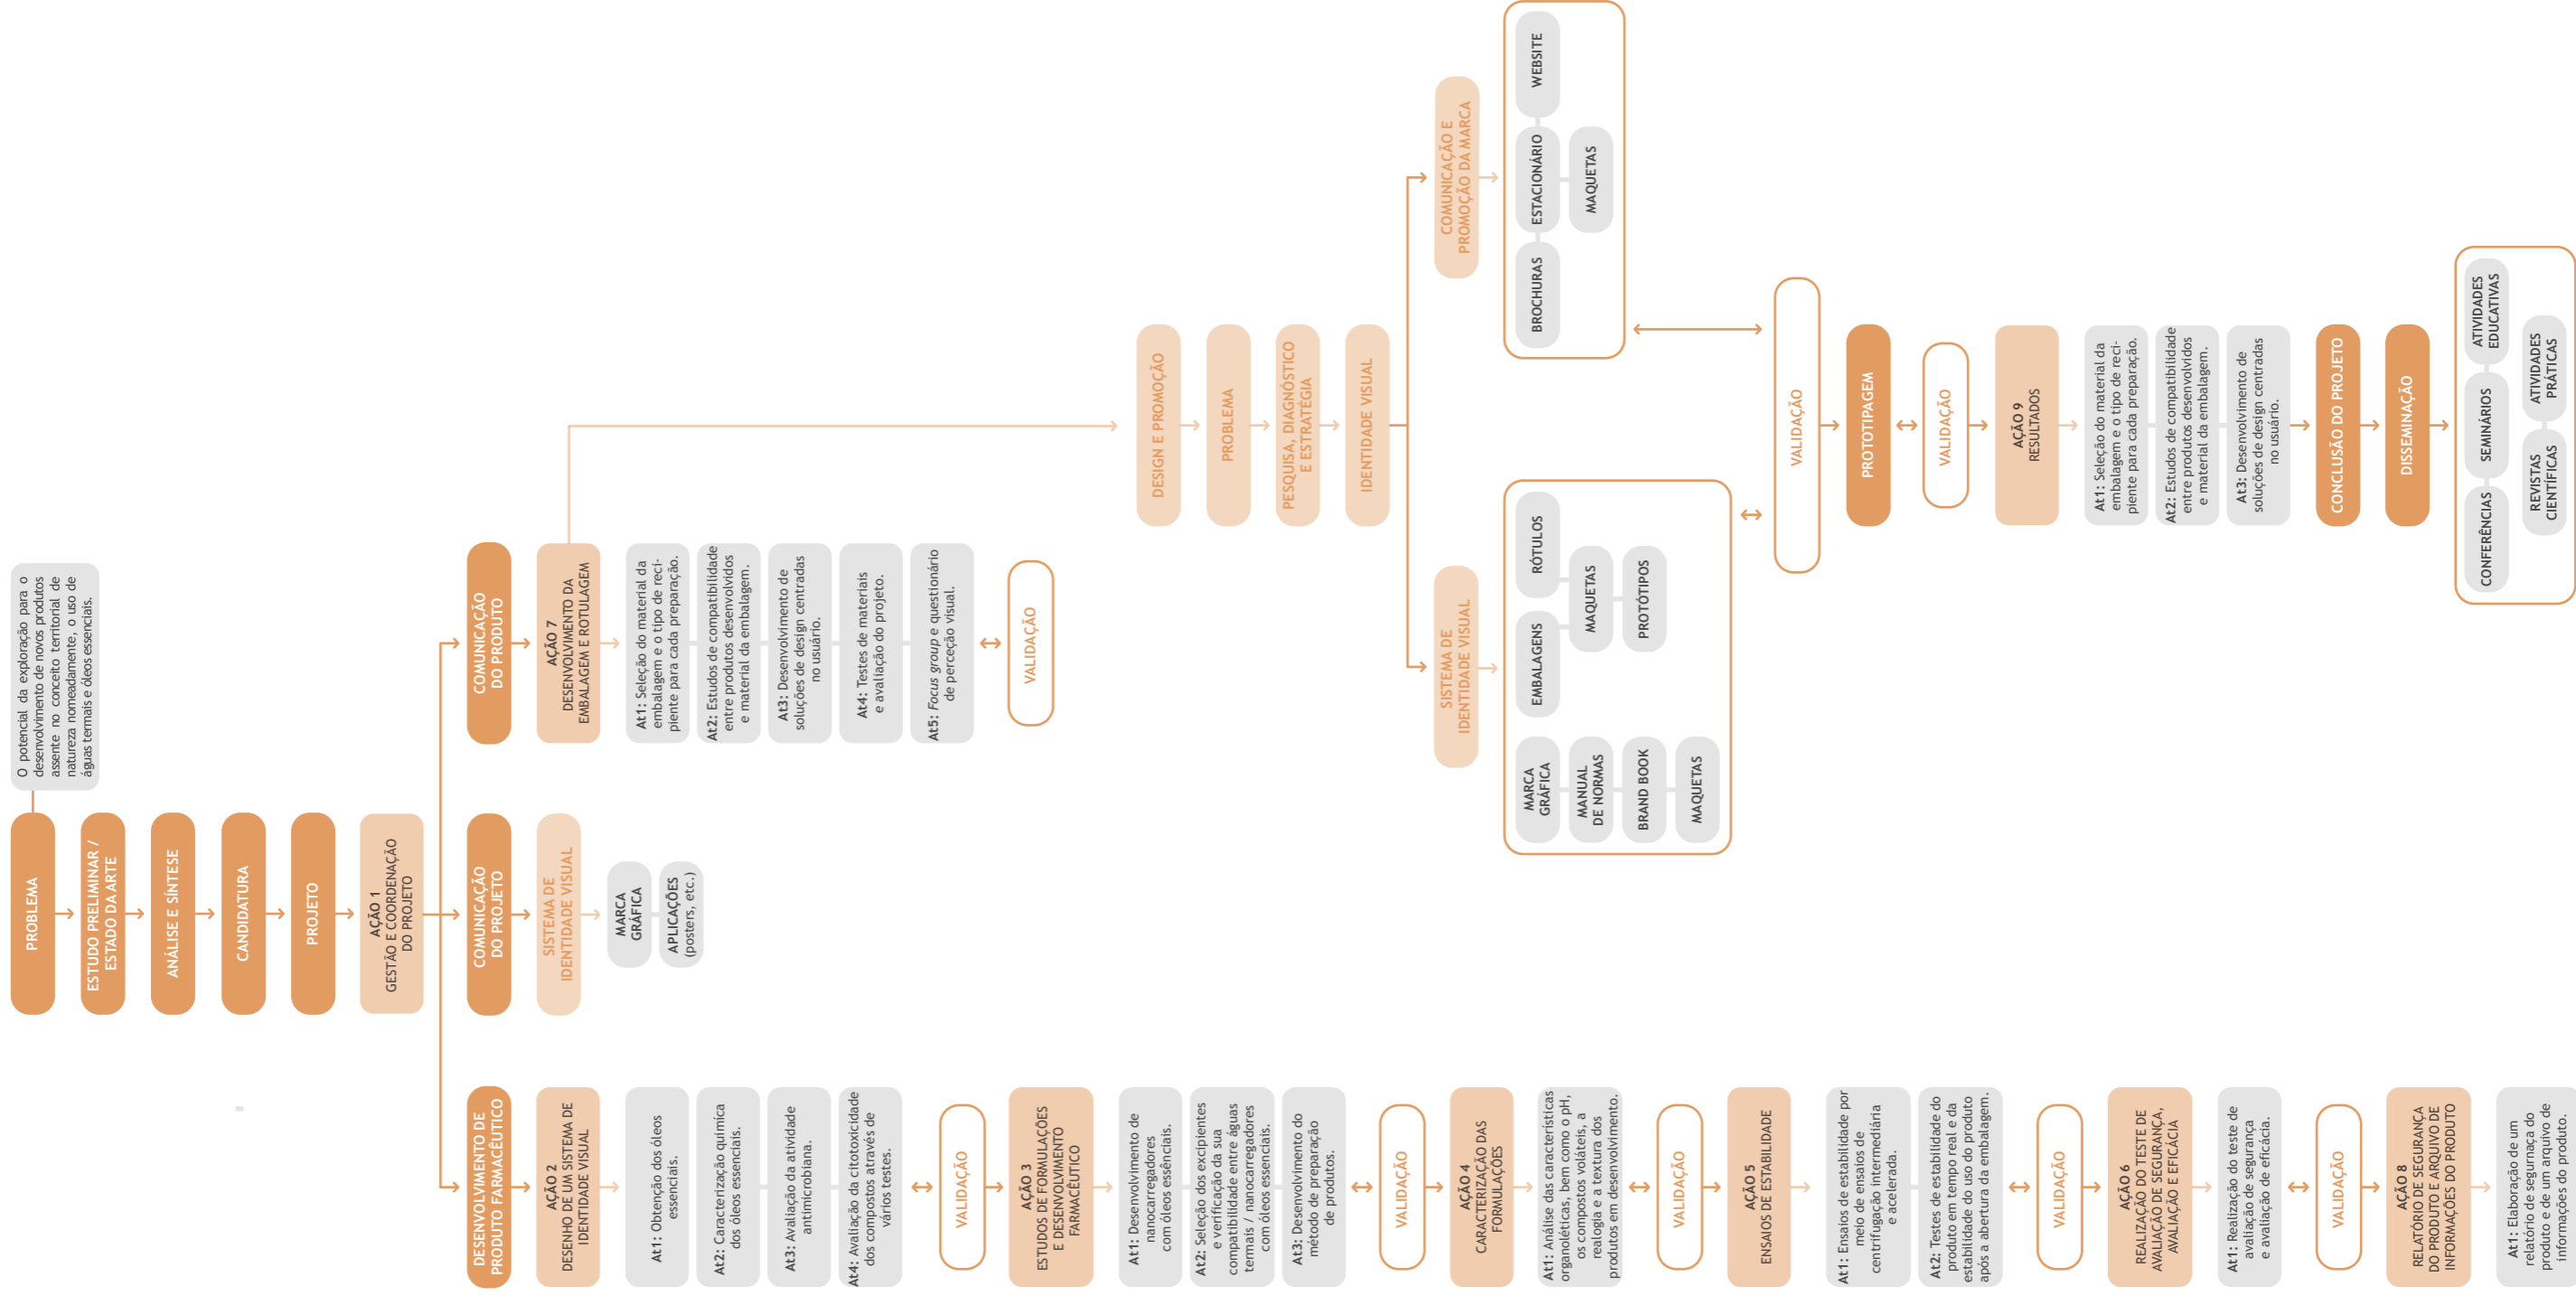 PROBLEMA
O potencial da exploração para o
desenvolvimento de novos produtos
assente no conceito territorial de
natureza nomeadamente, o uso de
águas termais e óleos essenciais.
ESTUDO PRELIMINAR /
ESTADO DA ARTE
ANÁLISE E SÍNTESE
CANDIDATURA
PROJETO
AÇÃO 1
GESTÃO E COORDENAÇÃO
DO PROJETO
DESENVOLVIMENTO DE
PRODUTO FARMACÊUTICO
AÇÃO 2
DESENHO DE UM SISTEMA DE
IDENTIDADE VISUAL
At1: Obtenção dos óleos
essenciais.
At2: Caracterização química
dos óleos essenciais.
At3: Avaliação da atividade
antimicrobiana.
At4: Avaliação da citotoxicidade
dos compostos através de
vários testes.
VALIDAÇÃO
AÇÃO 3
ESTUDOS DE FORMULAÇÕES
E DESENVOLVIMENTO
FARMACÊUTICO
At1: Desenvolvimento de
nanocarregadores
com óleos essênciais.
At2: Seleção dos excipientes
e verificação da sua
compatibilidade entre águas
termais / nanocarregadores
com óleos essenciais.
At3: Desenvolvimento do
método de preparação
de produtos.
VALIDAÇÃO
AÇÃO 4
CARACTERIZAÇÃO DAS
FORMULAÇÕES
At1: Análise das características
organoléticas, bem como o pH,
os compostos voláteis, a
realogia e a textura dos
produtos em desenvolvimento.
VALIDAÇÃO
AÇÃO 5
ENSAIOS DE ESTABILIDADE
At1: Ensaios de estabilidade por
meio de ensaios de
centrifugação intermediária
e acelerada.
At2: Testes de estabilidade do
produto em tempo real e da
estabilidade do uso do produto
após a abertura da embalagem.
VALIDAÇÃO
AÇÃO 6
REALIZAÇÃO DO TESTE DE
AVALIAÇÃO DE SEGURANÇA,
AVALIAÇÃO E EFICÁCIA
At1: Realização do teste de
avaliação de segurança
e avaliação de eficácia.
VALIDAÇÃO
AÇÃO 8
RELATÓRIO DE SEGURANÇA
DO PRODUTO E ARQUIVO DE
INFORMAÇÕES DO PRODUTO
At1: Elaboração de um
relatório de segurnaça do
produto e de um arquivo de
informações do produto.
COMUNICAÇÃO
DO PROJETO
SISTEMA DE
IDENTIDADE VISUAL
MARCA
GRÁFICA
APLICAÇÕES
(posters, etc.)
COMUNICAÇÃO
DO PRODUTO
AÇÃO 7
DESENVOLVIMENTO DA
EMBALAGEM E ROTULAGEM
At1: Seleção do material da
embalagem e o tipo de reci-
piente para cada preparação.
At2: Estudos de compatibilidade
entre produtos desenvolvidos
e material da embalagem.
At3: Desenvolvimento de
soluções de design centradas
no usuário.
At4: Testes de materiais
e avaliação do projeto.
At5: Focus group e questionário
de perceção visual.
VALIDAÇÃO
DESIGN E PROMOÇÃO
PROBLEMA
PESQUISA, DIAGNÓSTICO
E ESTRATÉGIA
IDENTIDADE VISUAL
SISTEMA DE
IDENTIDADE VISUAL
MARCA
GRÁFICA
MANUAL
DE NORMAS
BRAND BOOK
MAQUETAS
EMBALAGENS
RÓTULOS
MAQUETAS
PROTÓTIPOS
COMUNICAÇÃO E
PROMOÇÃO DA MARCA
BROCHURAS
ESTACIONÁRIO
WEBSITE
MAQUETAS
VALIDAÇÃO
PROTOTIPAGEM
VALIDAÇÃO
AÇÃO 9
RESULTADOS
At1: Seleção do material da
embalagem e o tipo de reci-
piente para cada preparação.
At2: Estudos de compatibilidade
entre produtos desenvolvidos
e material da embalagem.
At3: Desenvolvimento de
soluções de design centradas
no usuário.
CONCLUSÃO DO PROJETO
DISSEMINAÇÃO
CONFERÊNCIAS
SEMINÁRIOS
ATIVIDADES
EDUCATIVAS
REVISTAS
CIENTÍFICAS
ATIVIDADES
PRÁTICAS